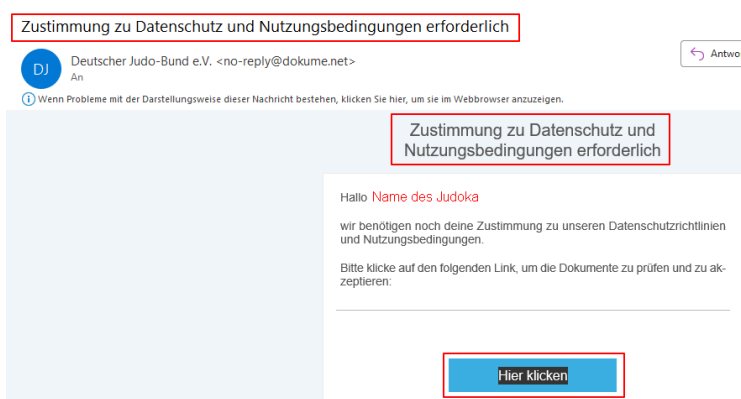 Zustimmung zu Datenschutz und Nutzungsbedingungen erforderlich
DJ
Deutscher Judo-Bund e.V. <no-reply@dokume.net>
An
Antwo
Wenn Probleme mit der Darstellungsweise dieser Nachricht bestehen, klicken Sie hier, um sie im Webbrowser anzuzeigen.
Zustimmung zu Datenschutz und
Nutzungsbedingungen erforderlich
Hallo Name des Judoka
wir benötigen noch deine Zustimmung zu unseren Datenschutzrichtlinien
und Nutzungsbedingungen.
Bitte klicke auf den folgenden Link, um die Dokumente zu prüfen und zu ak-
zeptieren:
Hier klicken